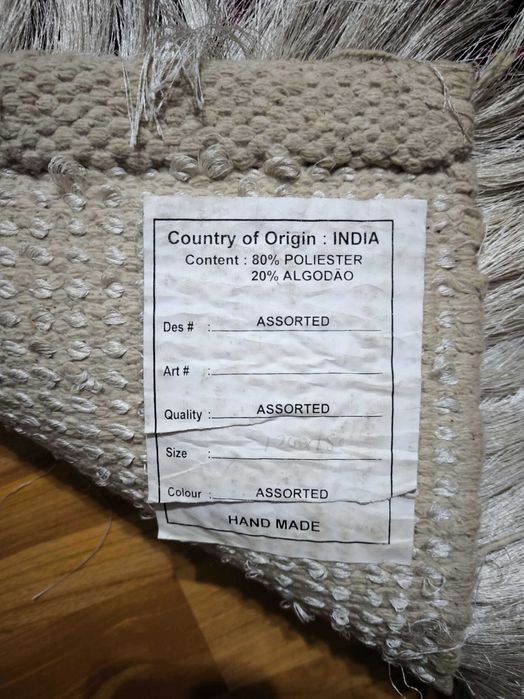 Country of Origin : INDIA
Content : 80% POLIESTER
20% ALGODÃO
Des # : ASSORTED
Art # :
Quality : ASSORTED
Size :
Colour : ASSORTED
HAND MADE